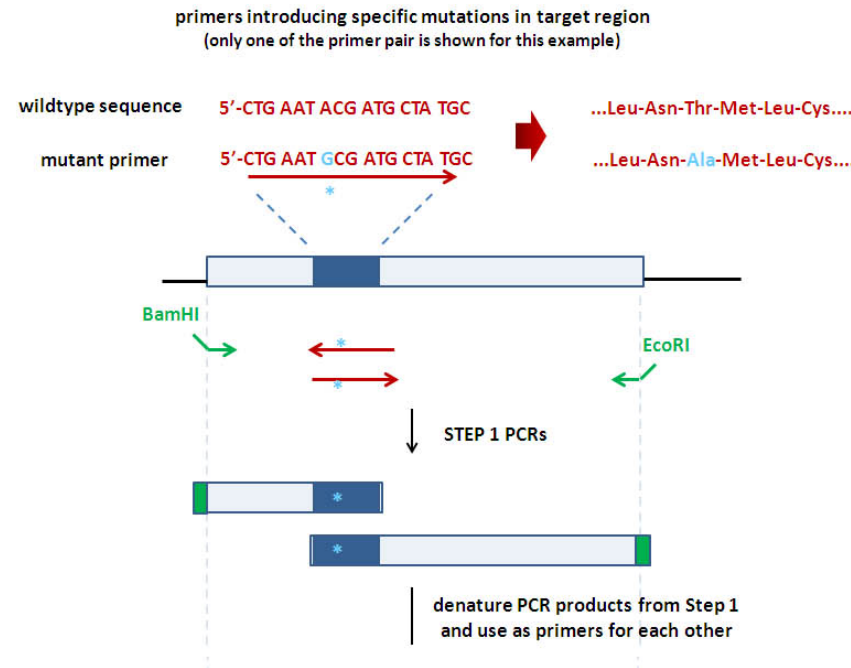 primers introducing specific mutations in target region
(only one of the primer pair is shown for this example)
wildtype sequence 5′-CTG AAT ACG ATG CTA TGC ...Leu-Asn-Thr-Met-Leu-Cys....
mutant primer 5′-CTG AAT GCG ATG CTA TGC ...Leu-Asn-Ala-Met-Leu-Cys....
*
BamHI
*
EcoRI
*
STEP 1 PCRs
*
*
denature PCR products from Step 1
and use as primers for each other